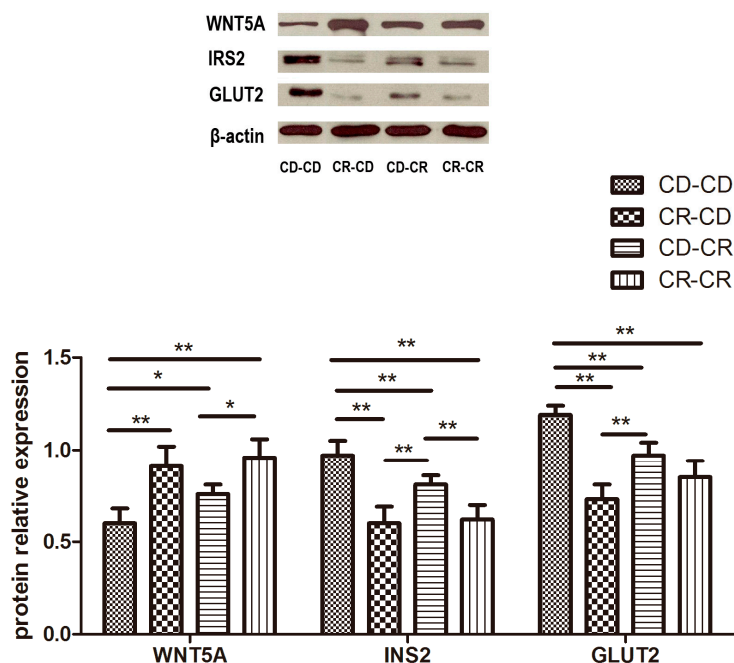 WNT5A
IRS2
GLUT2
β-actin
CD-CD CR-CD CD-CR CR-CR
CD-CD
CR-CD
CD-CR
CR-CR
protein relative expression
1.5
1.0
0.5
0.0
** * ** *
** ** ** ** **
** ** ** **
WNT5A INS2 GLUT2